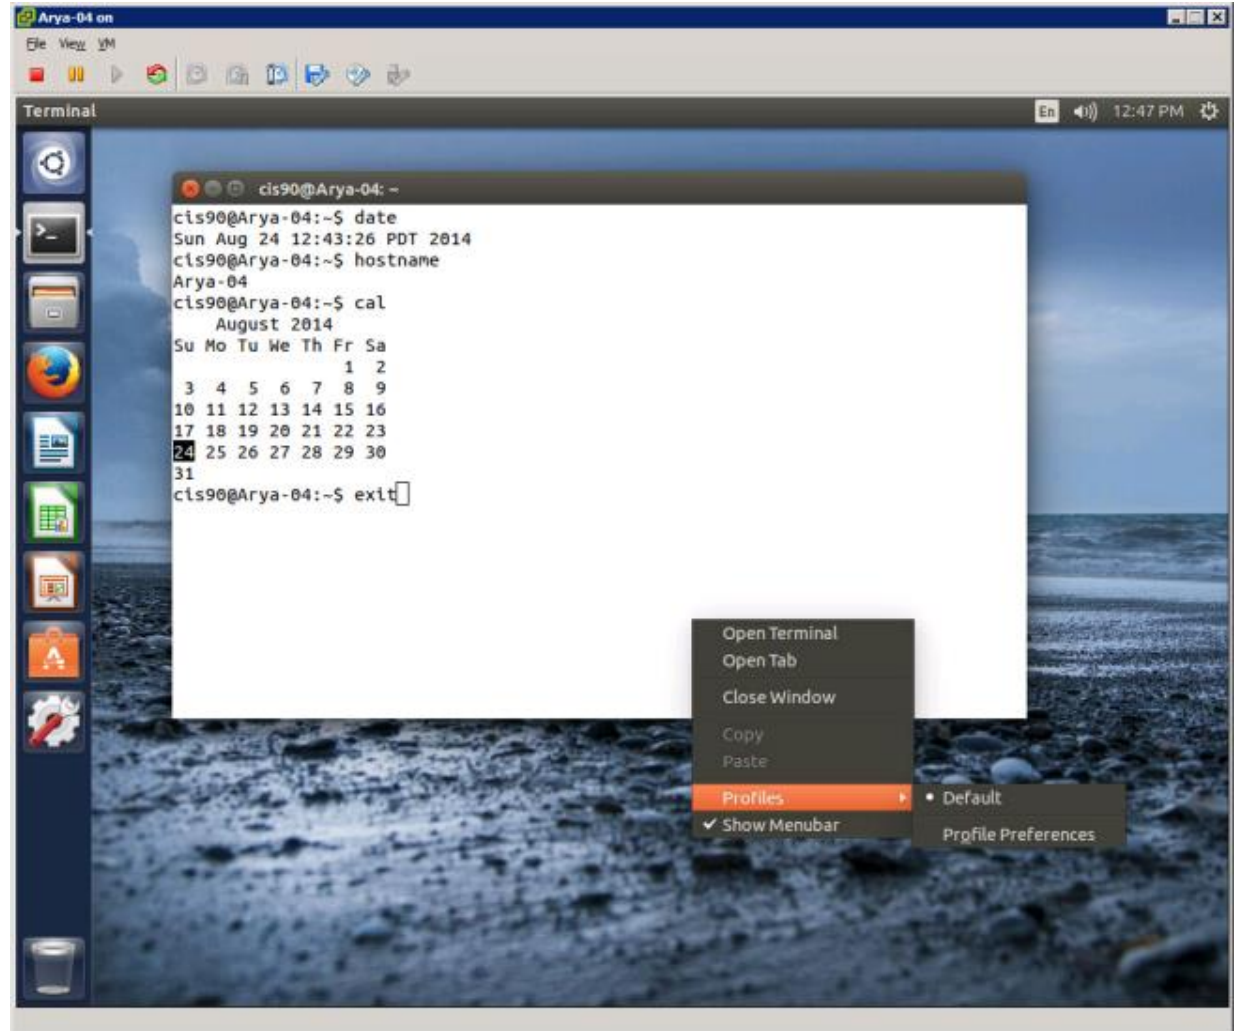 Arya-04 on
File View VM
Terminal
En 12:47 PM
cis90@Arya-04: ~
cis90@Arya-04:~$ date
Sun Aug 24 12:43:26 PDT 2014
cis90@Arya-04:~$ hostname
Arya-04
cis90@Arya-04:~$ cal
August 2014
Su Mo Tu We Th Fr Sa
1 2
3 4 5 6 7 8 9
10 11 12 13 14 15 16
17 18 19 20 21 22 23
24 25 26 27 28 29 30
31
cis90@Arya-04:~$ exit
Open Terminal
Open Tab
Close Window
Copy
Paste
Profiles
Show Menubar
Default
Profile Preferences